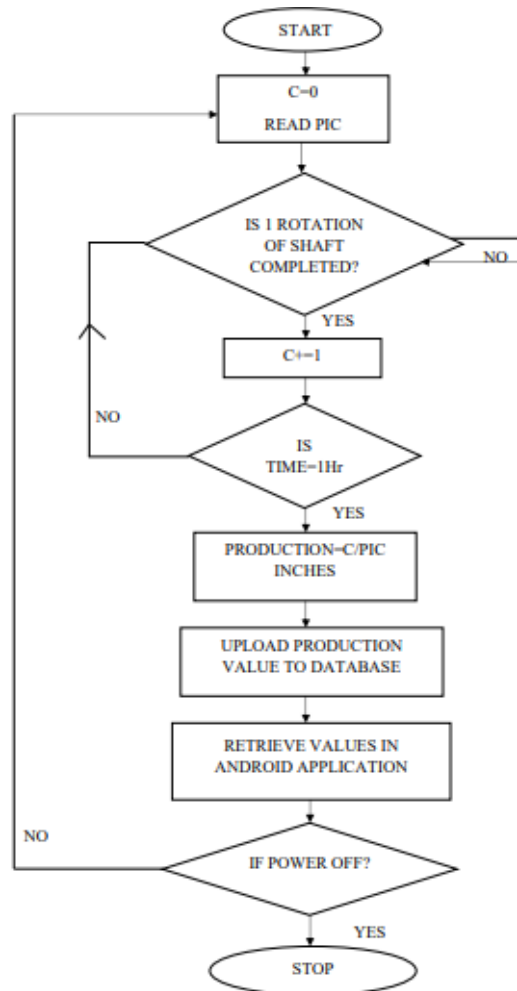 START
C=0
READ PIC
IS 1 ROTATION
OF SHAFT
COMPLETED?
NO
YES
C+=1
NO
IS
TIME=1Hr
YES
PRODUCTION=C/PIC
INCHES
UPLOAD PRODUCTION
VALUE TO DATABASE
RETRIEVE VALUES IN
ANDROID APPLICATION
NO
IF POWER OFF?
YES
STOP